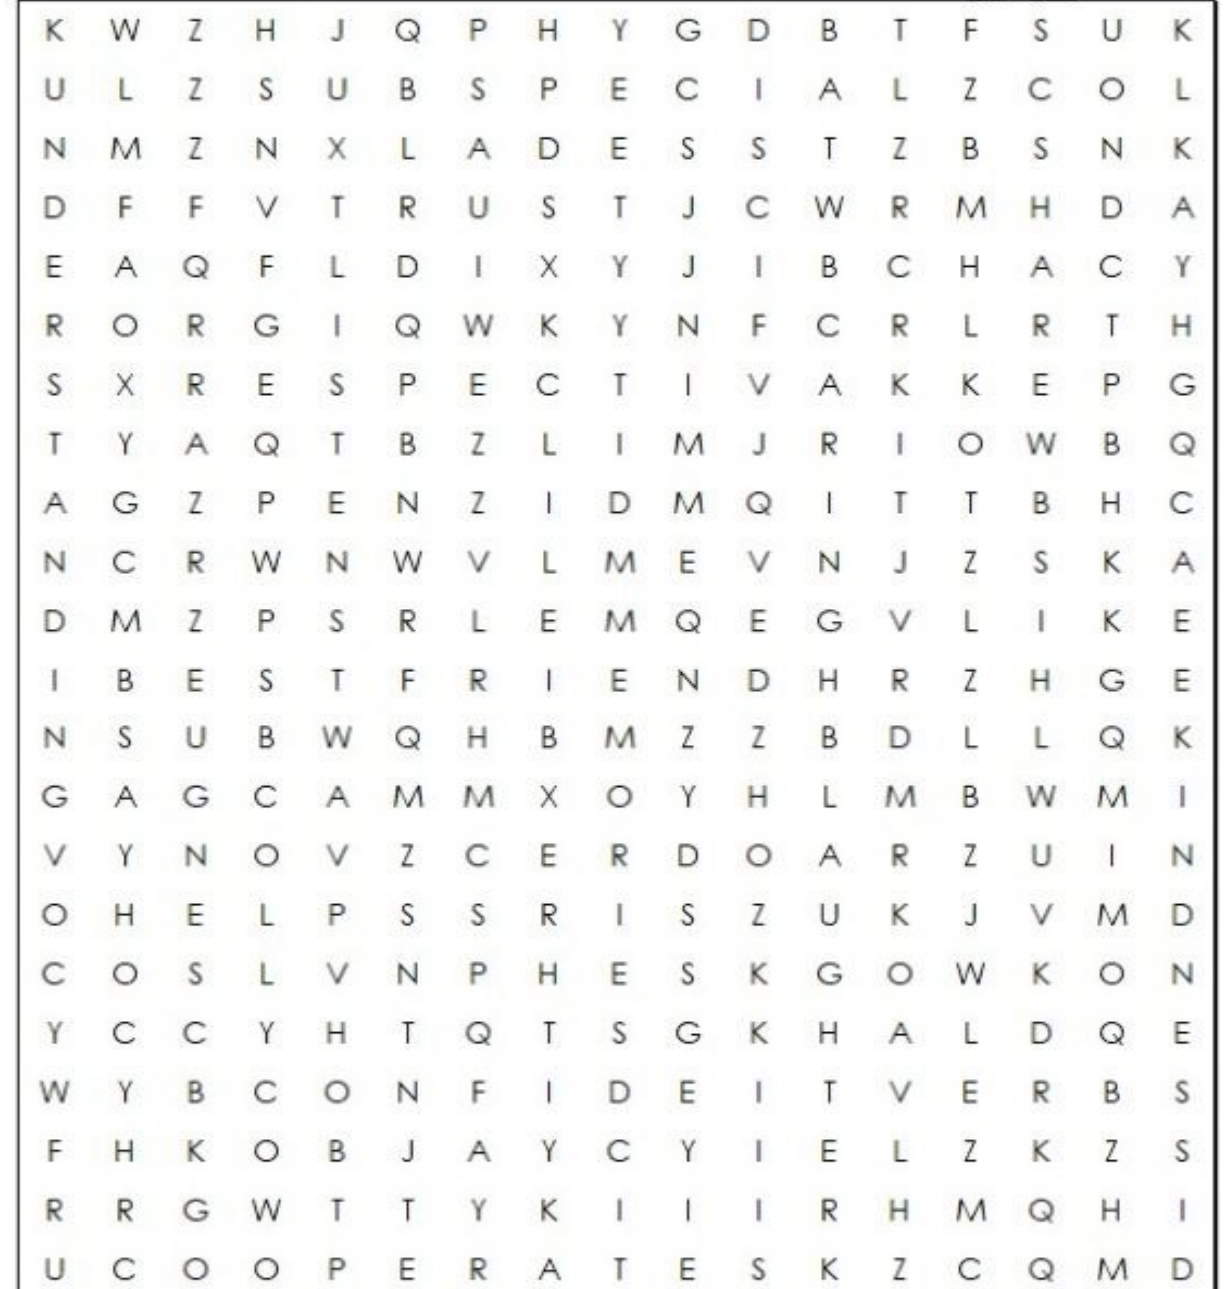 K W Z H J Q P H Y G D B T F S U K
U L Z S U B S P E C I A L Z C O L
N M Z N X L A D E S S T Z B S N K
D F F V T R U S T J C W R M H D A
E A Q F L D I X Y J I B C H A C Y
R O R G I Q W K Y N F C R L R T H
S X R E S P E C T I V A K K E P G
T Y A Q T B Z L I M J R I O W B Q
A G Z P E N Z I D M Q I T T B H C
N C R W N W V L M E V N J Z S K A
D M Z P S R L E M Q E G V L I K E
I B E S T F R I E N D H R Z H G E
N S U B W Q H B M Z Z B D L L Q K
G A G C A M M X O Y H L M B W M I
V Y N O V Z C E R D O A R Z U I N
O H E L P S S R I S Z U K J V M D
C O S L V N P H E S K G O W K O N
Y C C Y H T Q T S G K H A L D Q E
W Y B C O N F I D E I T V E R B S
F H K O B J A Y C Y I E L Z K Z S
R R G W T T Y K I I I R H M Q H I
U C O O P E R A T E S K Z C Q M D